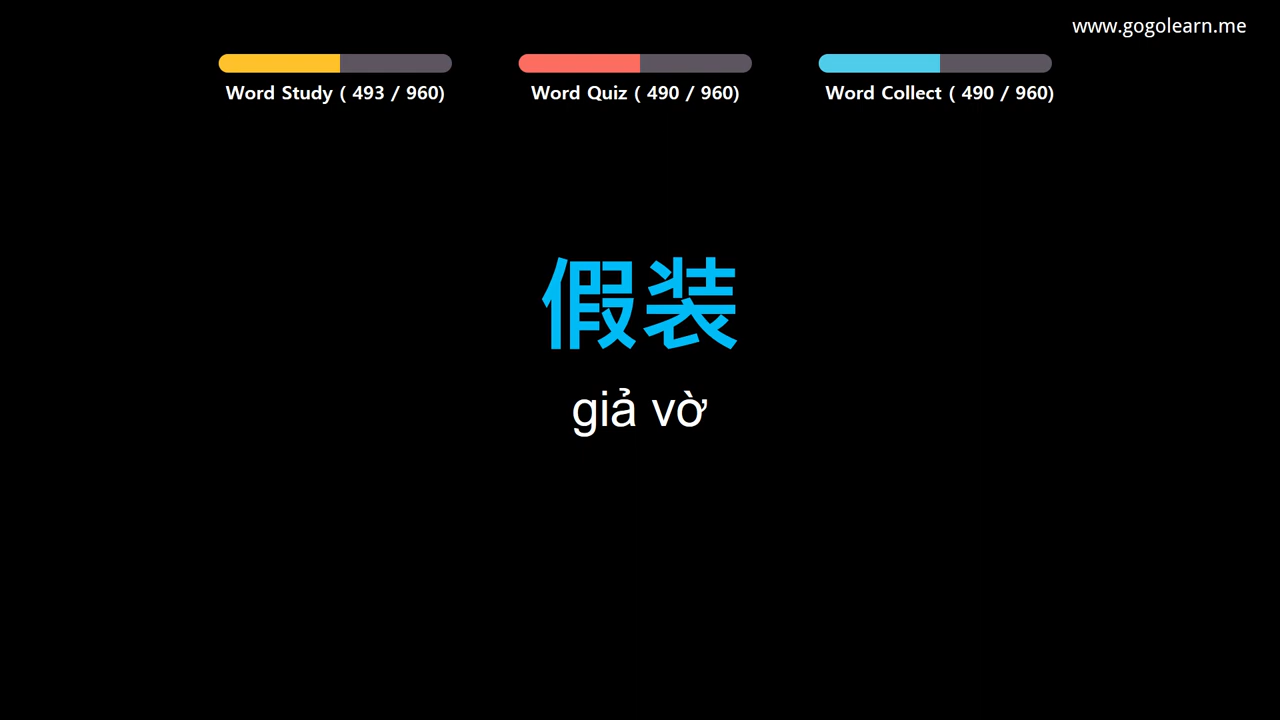 www.gogolearn.me
Word Study ( 493 / 960)
Word Quiz ( 490 / 960)
Word Collect ( 490 / 960)
假装
giả vờ